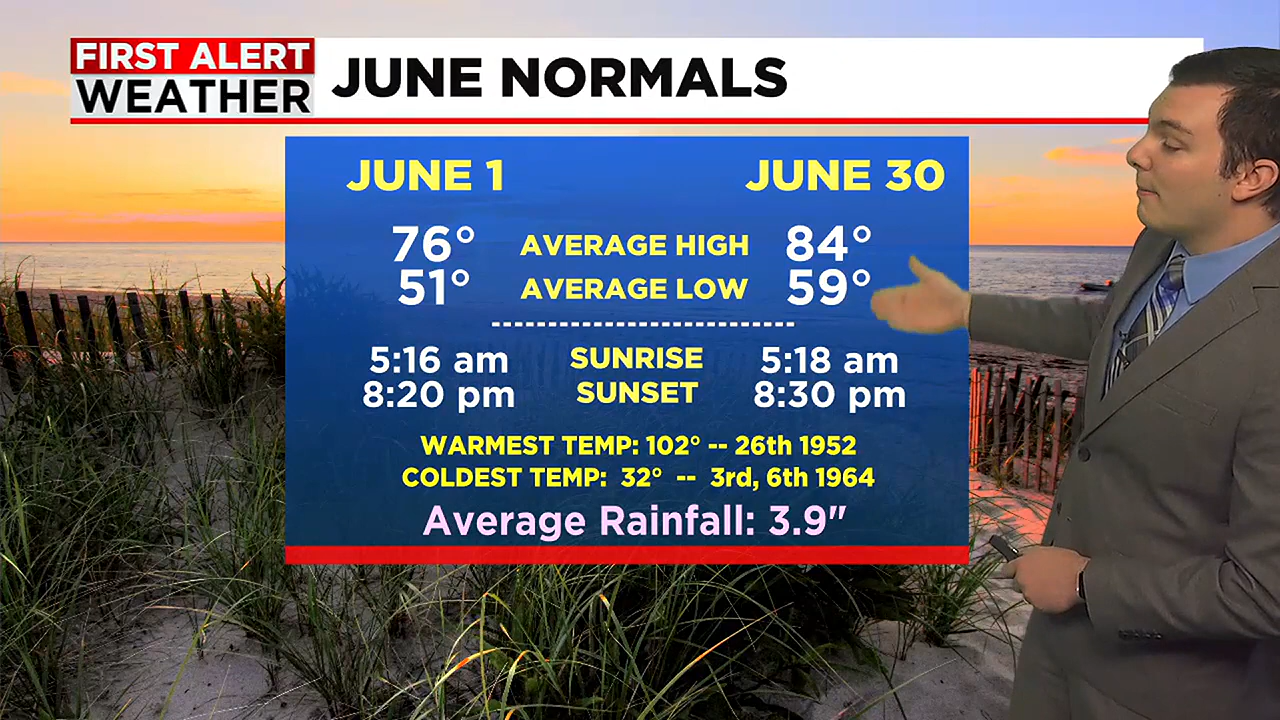 FIRST ALERT
WEATHER
JUNE NORMALS
JUNE 1 JUNE 30
76° AVERAGE HIGH 84°
51° AVERAGE LOW 59°
----------------------------
5:16 am SUNRISE 5:18 am
8:20 pm SUNSET 8:30 pm
WARMEST TEMP: 102° -- 26th 1952
COLDEST TEMP: 32° -- 3rd, 6th 1964
Average Rainfall: 3.9"